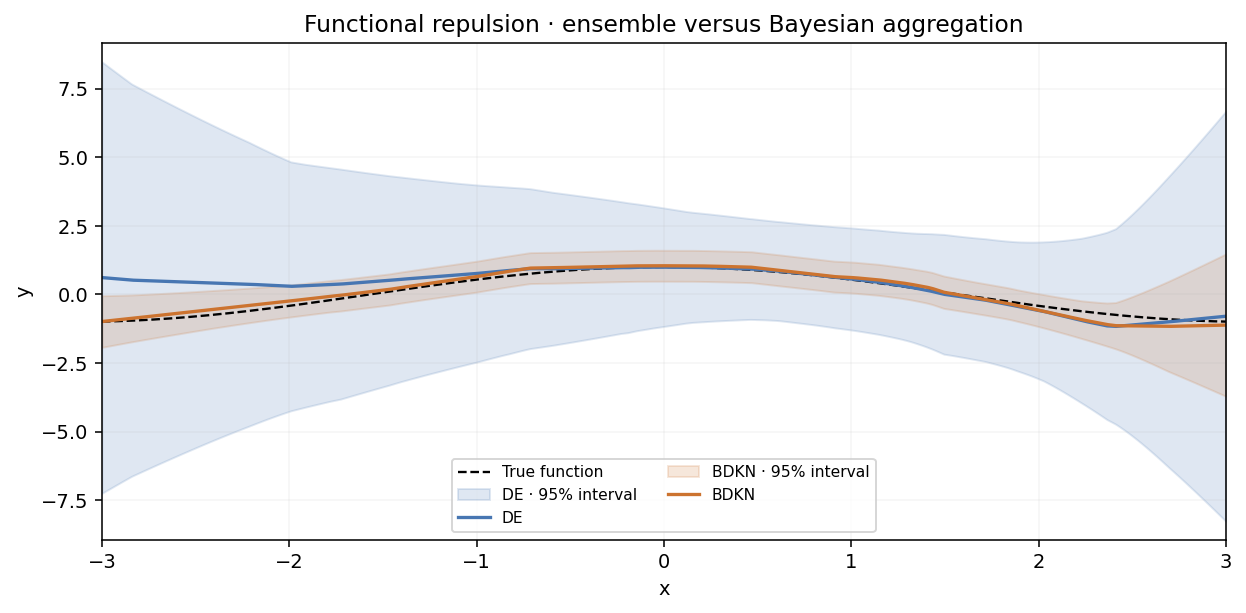 Functional repulsion · ensemble versus Bayesian aggregation
y
7.5
5.0
2.5
0.0
−2.5
−5.0
−7.5
True function
DE · 95% interval
DE
BDKN · 95% interval
BDKN
−3 −2 −1 0 1 2 3
x